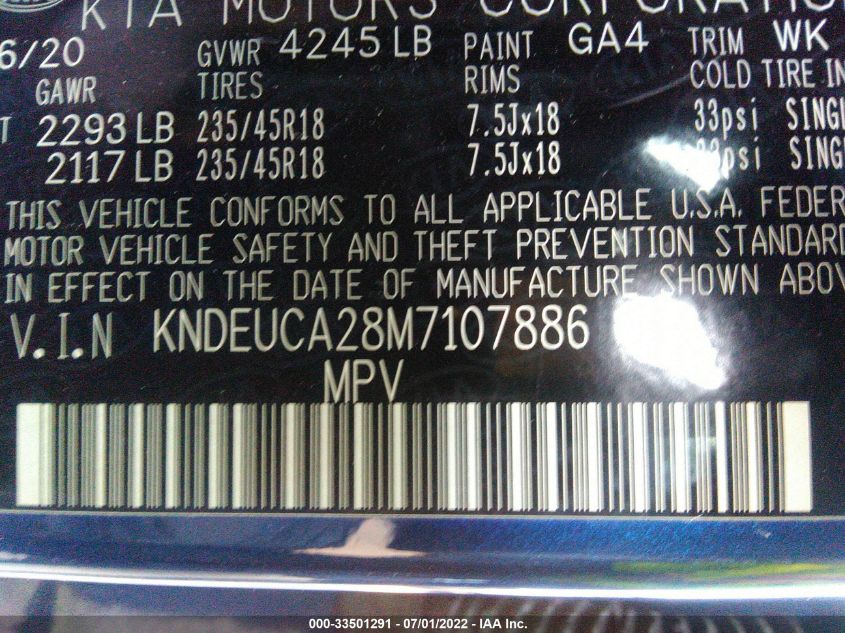 KIA MOTORS CORPORATIO
6/20 GVWR 4245 LB PAINT GA4 TRIM WK
GAWR TIRES RIMS COLD TIRE IN
T 2293 LB 235/45R18 7.5Jx18 33psi SINGL
2117 LB 235/45R18 7.5Jx18 33psi SINGL
THIS VEHICLE CONFORMS TO ALL APPLICABLE U.S.A. FEDER
MOTOR VEHICLE SAFETY AND THEFT PREVENTION STANDARD
IN EFFECT ON THE DATE OF MANUFACTURE SHOWN ABOV
V.I.N KNDEUCA28M7107886
MPV
000-33501291 - 07/01/2022 - IAA Inc.